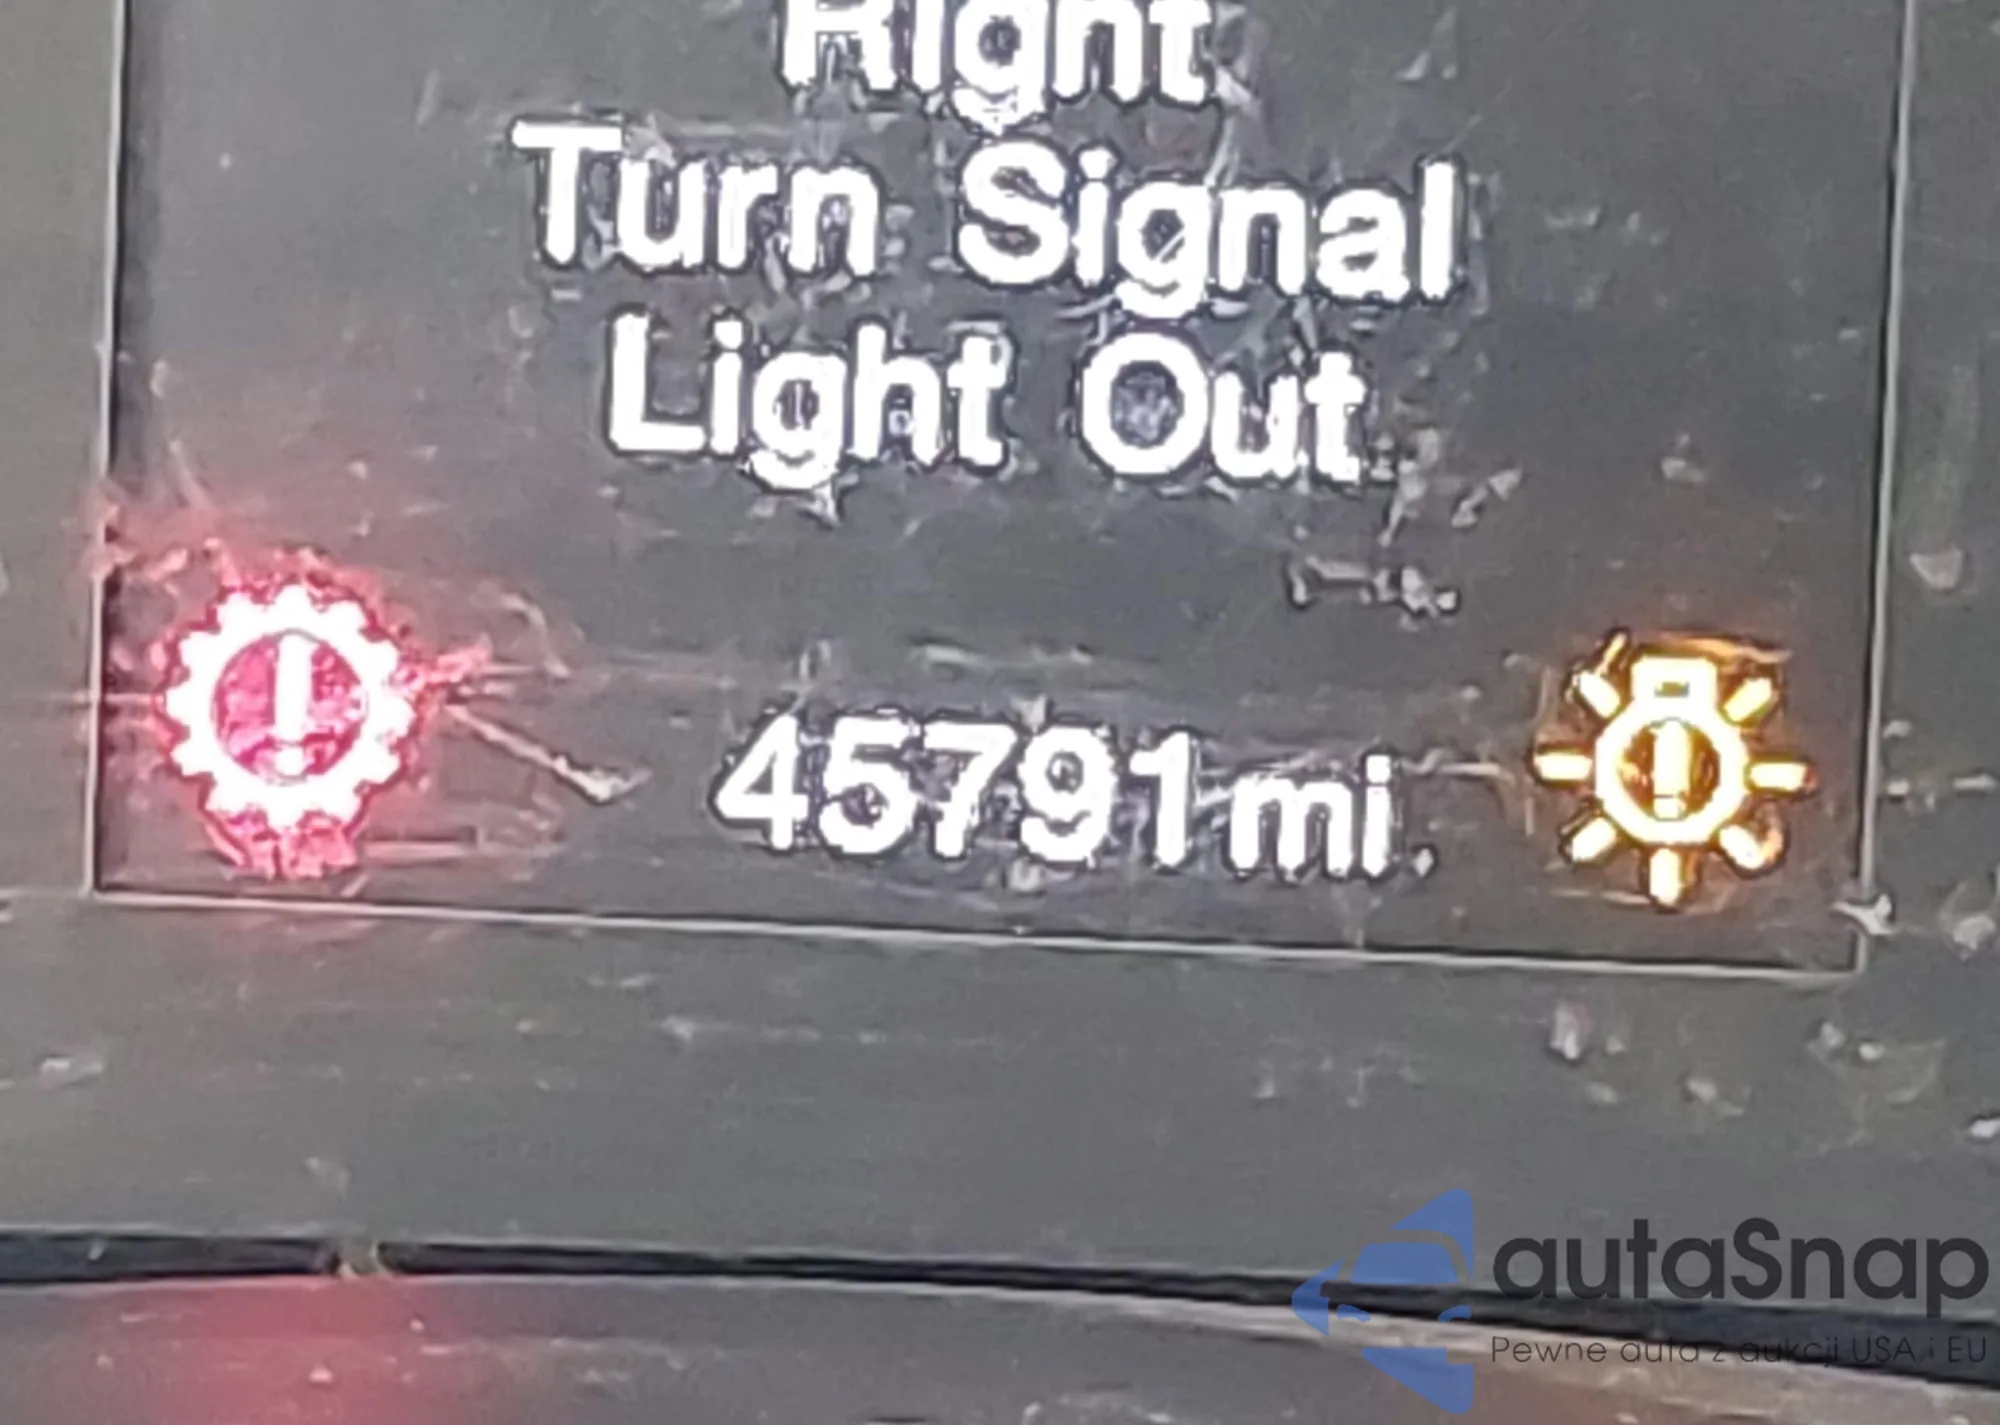 Right
Turn Signal
Light Out
45791 mi
autaSnap
Pewne auta z aukcji USA i EU